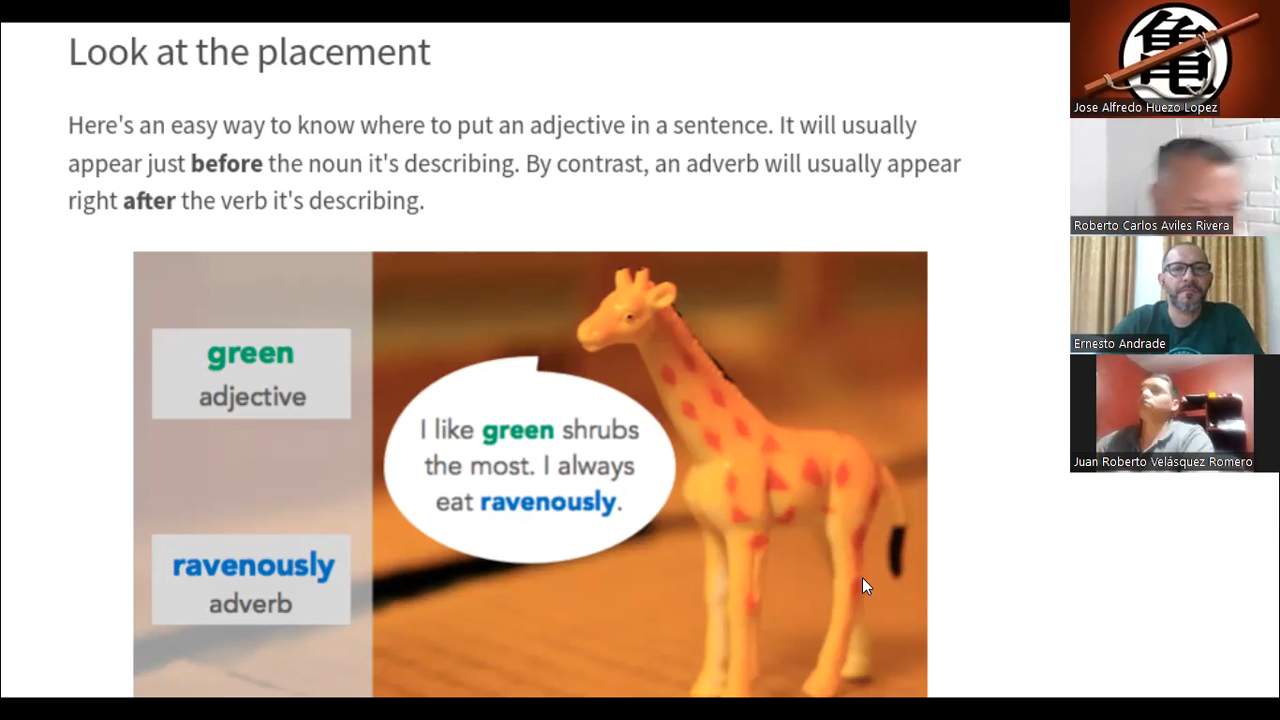 Look at the placement
Here's an easy way to know where to put an adjective in a sentence. It will usually
appear just before the noun it's describing. By contrast, an adverb will usually appear
right after the verb it's describing.
green
adjective
I like green shrubs
the most. I always
eat ravenously.
ravenously
adverb
亀
Jose Alfredo Huezo Lopez
Roberto Carlos Aviles Rivera
Ernesto Andrade
Juan Roberto Velásquez Romero